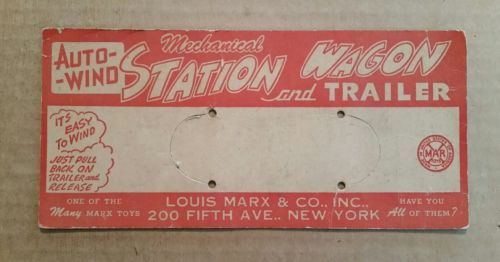 AUTO-
-WIND
Mechanical
STATION WAGON
and TRAILER
IT'S EASY
TO WIND
JUST PULL
BACK ON
TRAILER and
RELEASE
MAR
ONE OF THE
Many MARX TOYS
LOUIS MARX & CO., INC.,
200 FIFTH AVE., NEW YORK
HAVE YOU
All OF THEM?